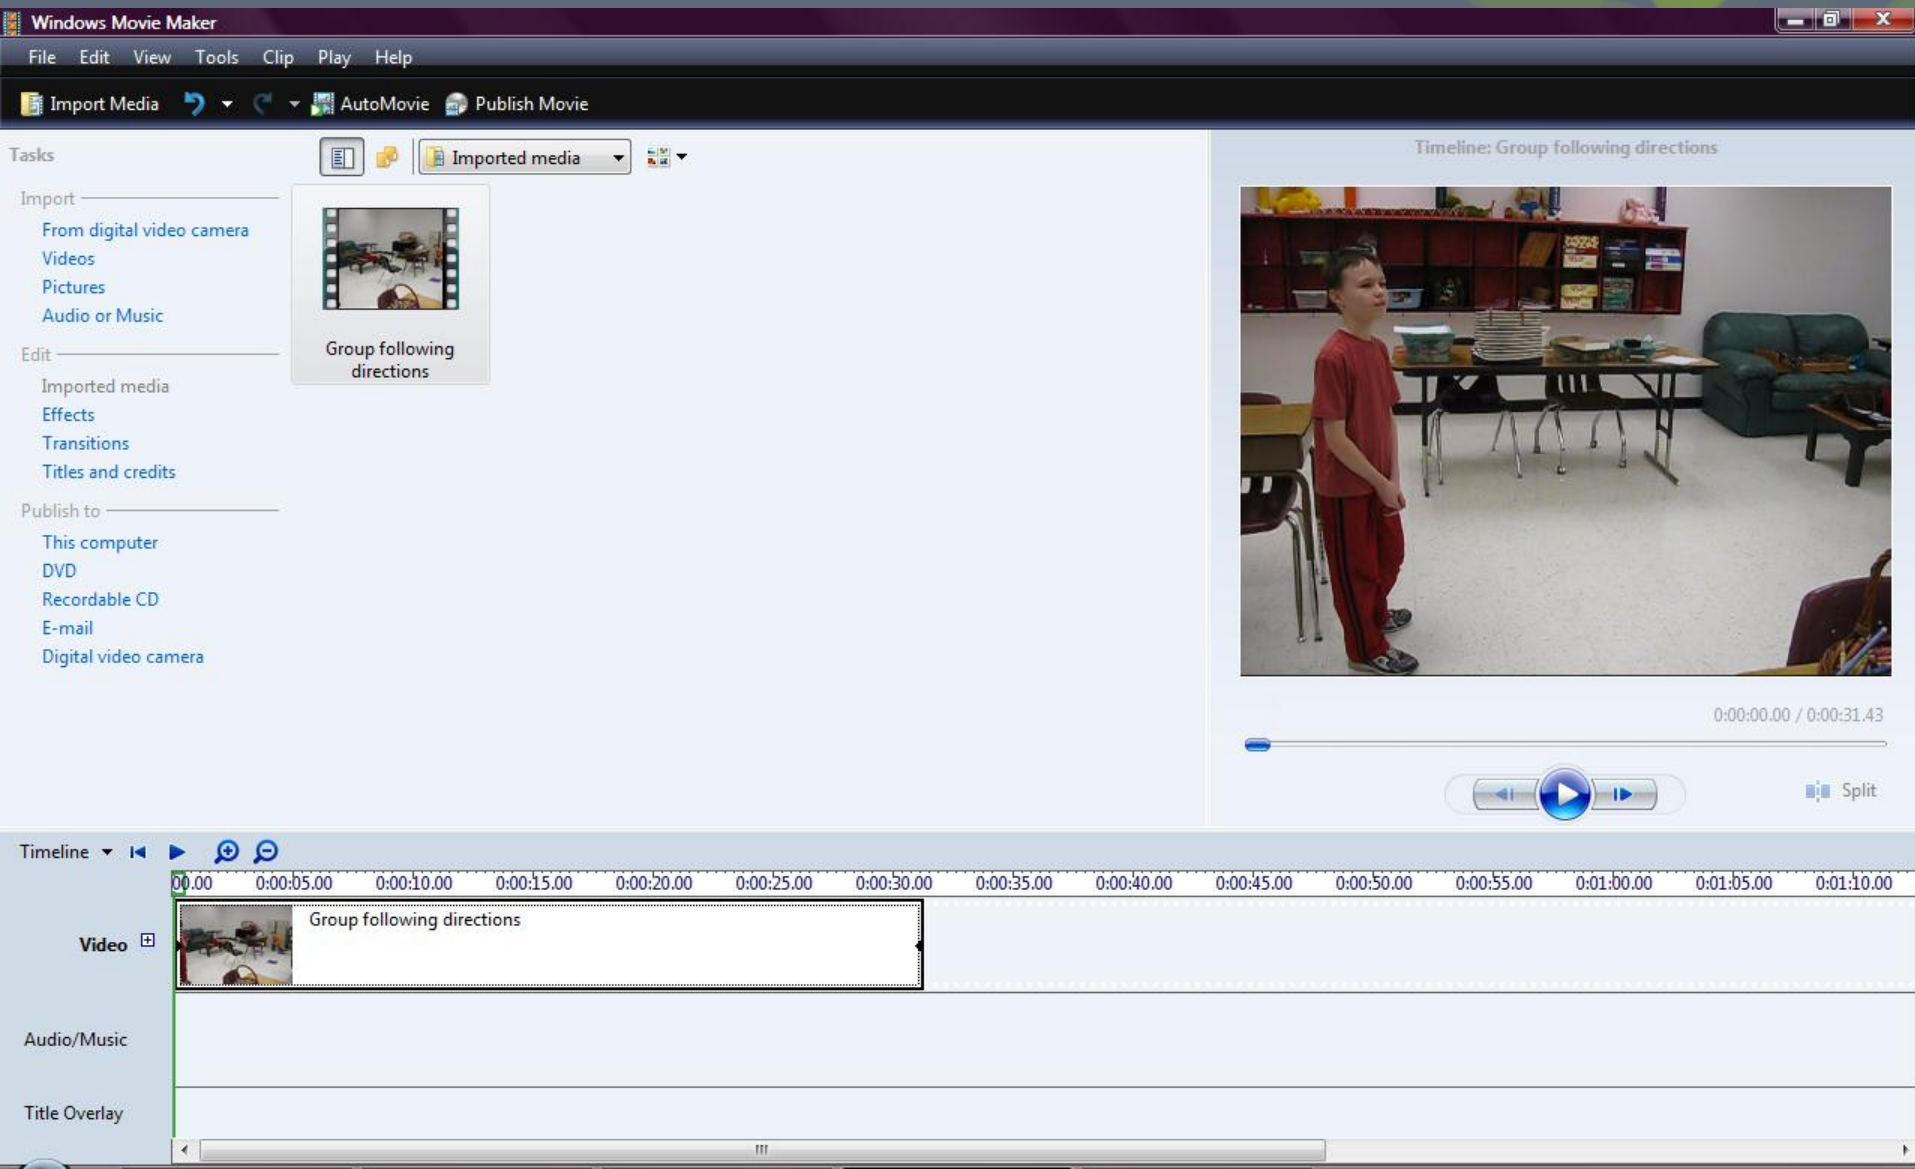 Windows Movie Maker
File Edit View Tools Clip Play Help
Import Media AutoMovie Publish Movie
Tasks
Imported media
Import
From digital video camera
Videos
Pictures
Audio or Music
Edit
Imported media
Effects
Transitions
Titles and credits
Publish to
This computer
DVD
Recordable CD
E-mail
Digital video camera
Group following
directions
Timeline: Group following directions
0:00:00.00 / 0:00:31.43
Split
Timeline
00.00 0:00:05.00 0:00:10.00 0:00:15.00 0:00:20.00 0:00:25.00 0:00:30.00 0:00:35.00 0:00:40.00 0:00:45.00 0:00:50.00 0:00:55.00 0:01:00.00 0:01:05.00 0:01:10.00
Video
Group following directions
Audio/Music
Title Overlay